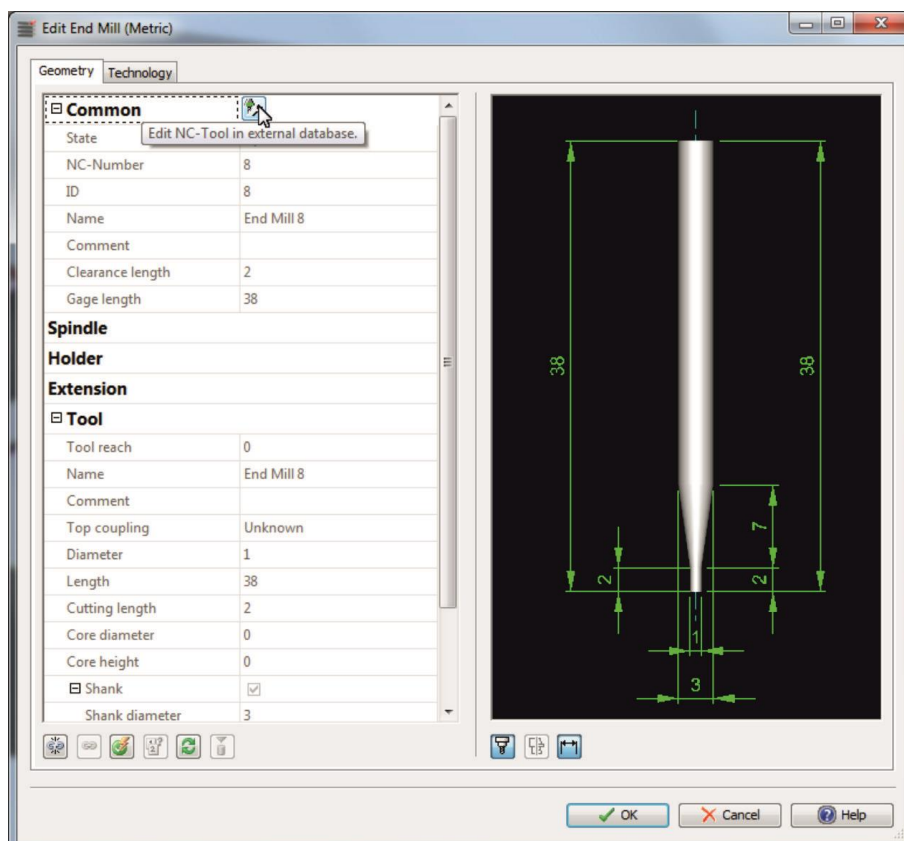 Edit End Mill (Metric)
Geometry Technology
Common
State
Edit NC-Tool in external database.
NC-Number 8
ID 8
Name End Mill 8
Comment
Clearance length 2
Gage length 38
Spindle
Holder
Extension
Tool
Tool reach 0
Name End Mill 8
Comment
Top coupling Unknown
Diameter 1
Length 38
Cutting length 2
Core diameter 0
Core height 0
Shank
Shank diameter 3
38 38
7
2 2
1
3
OK Cancel Help